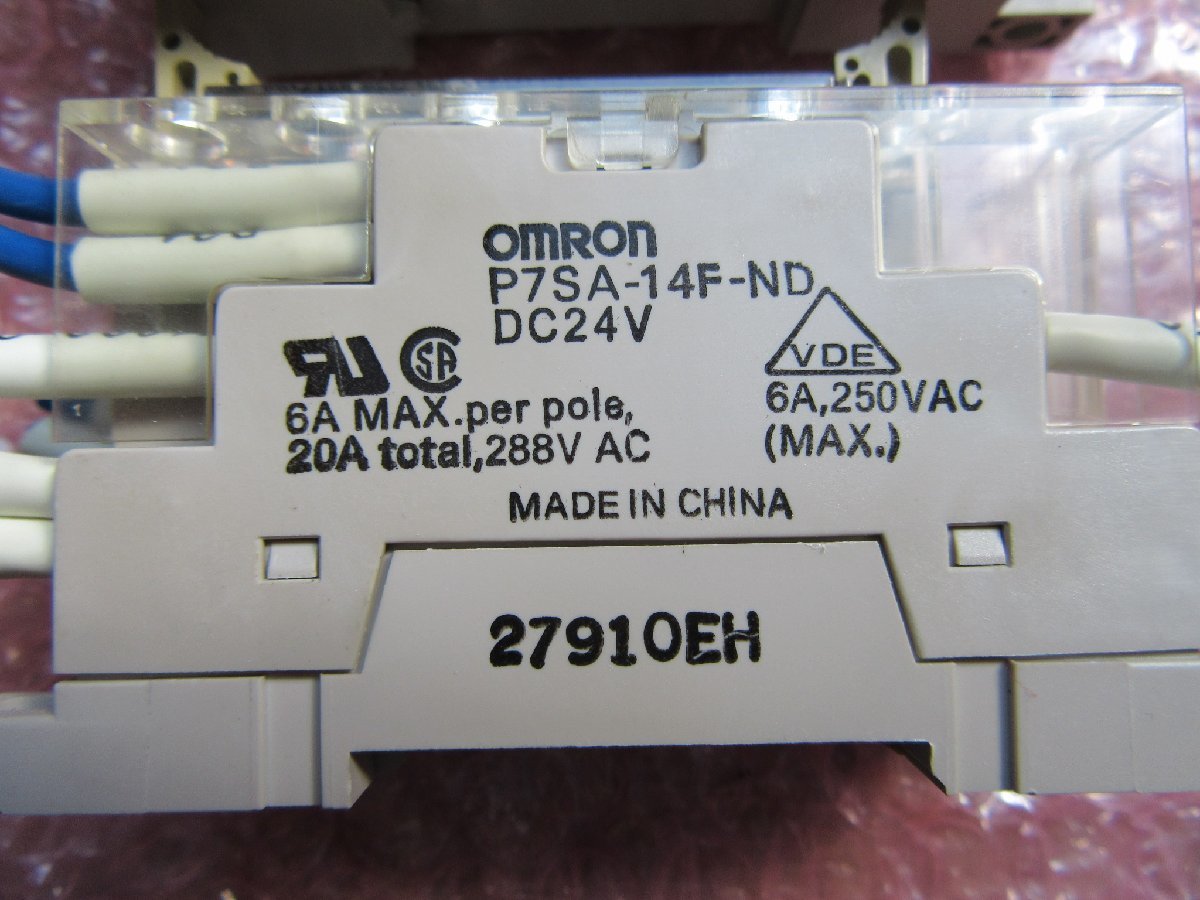 OMRON
P7SA-14F-ND
DC24V
VDE
6A MAX.per pole,
20A total,288V AC
6A,250VAC
(MAX.)
MADE IN CHINA
27910EH